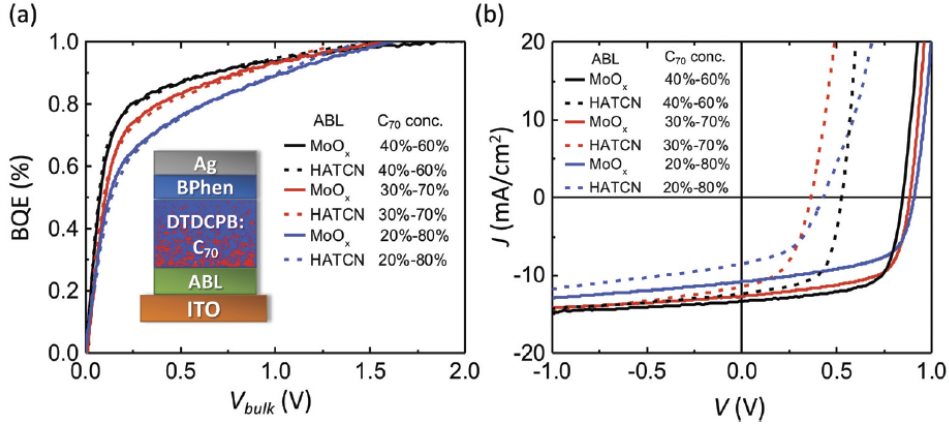 (a)
BQE (%)
1.0
0.8
0.6
0.4
0.2
0.0
0.0 0.5 1.0 1.5 2.0
V_bulk (V)
ABL C70 conc.
MoOx 40%-60%
HATCN 40%-60%
MoOx 30%-70%
HATCN 30%-70%
MoOx 20%-80%
HATCN 20%-80%
Ag
BPhen
DTDCPB:
C70
ABL
ITO
(b)
J (mA/cm²)
20
10
0
-10
-20
-1.0 -0.5 0.0 0.5 1.0
V (V)
ABL C70 conc.
MoOx 40%-60%
HATCN 40%-60%
MoOx 30%-70%
HATCN 30%-70%
MoOx 20%-80%
HATCN 20%-80%